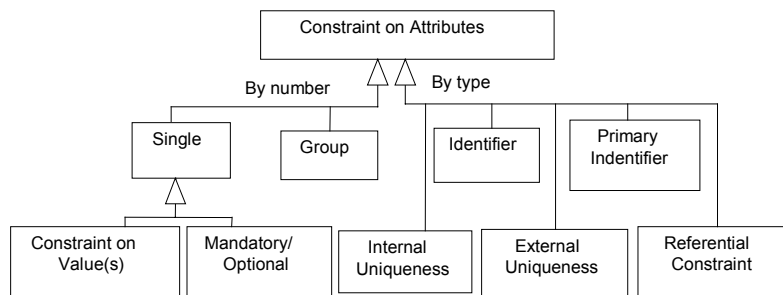 Constraint on Attributes
By number
By type
Single
Group
Identifier
Primary
Indentifier
Constraint on
Value(s)
Mandatory/
Optional
Internal
Uniqueness
External
Uniqueness
Referential
Constraint